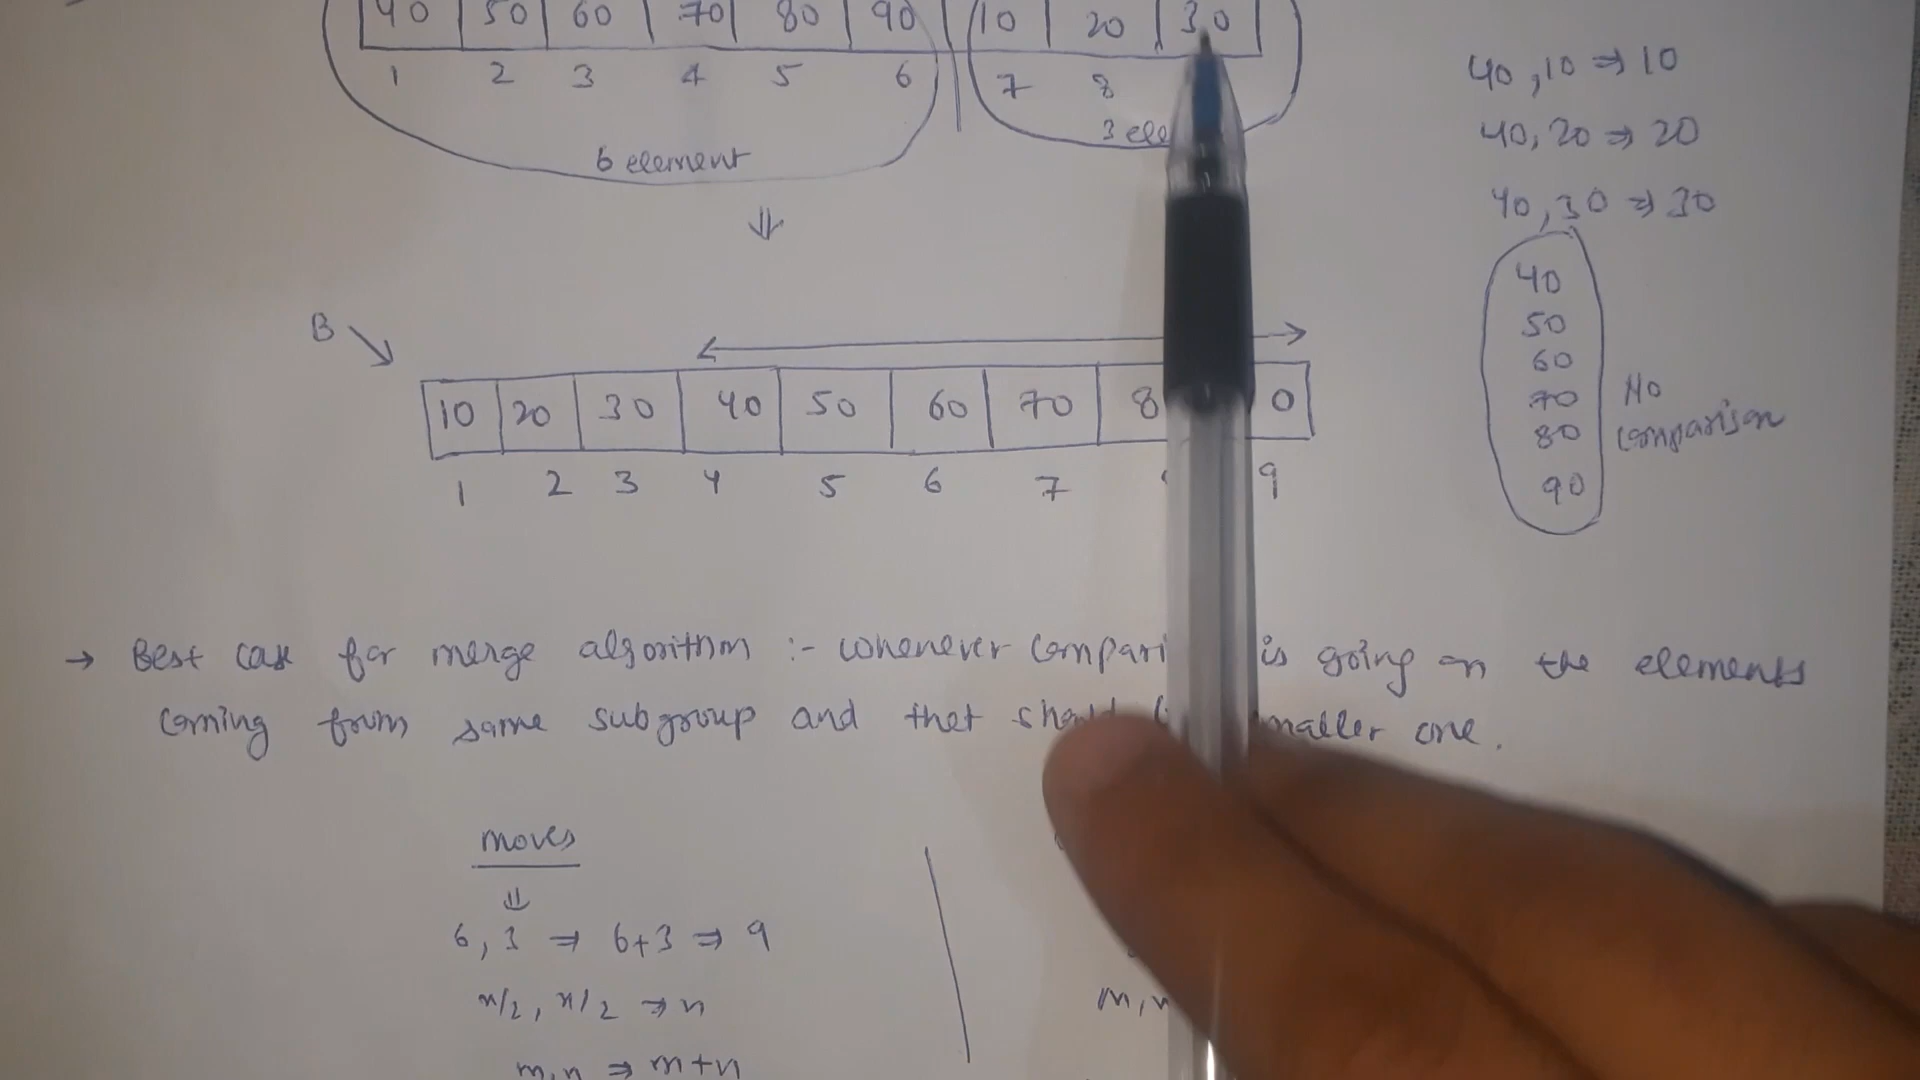 40 50 60 70 80 90 10 20 30
1 2 3 4 5 6 7 8
6 element
3 ele
40, 10 ⇒ 10
40, 20 ⇒ 20
40, 30 ⇒ 30
40
50
60
70
80
90
No
comparison
B
10 20 30 40 50 60 70 8 0
1 2 3 4 5 6 7 9
→ Best case for merge algorithm :- whenever compari is going on the elements
coming from same subgroup and that smaller one.
moves
6, 3 ⇒ 6+3 ⇒ 9
n/2, n/2 ⇒ n
m,n ⇒ m+n
m,n